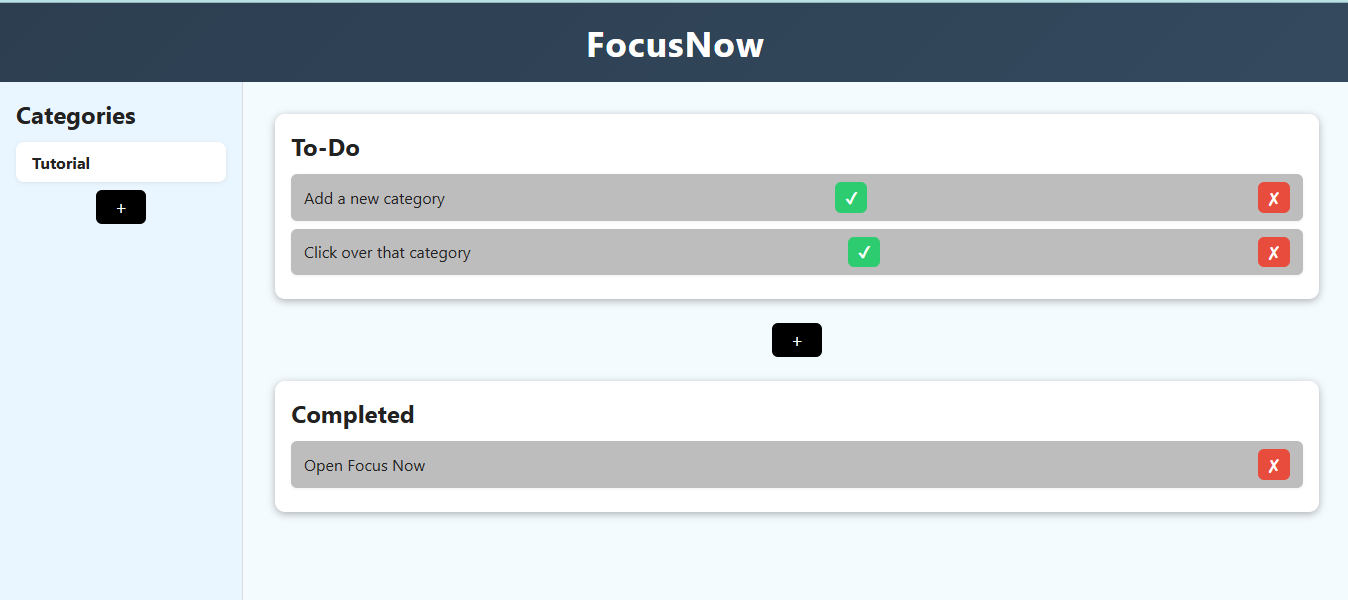 FocusNow
Categories
Tutorial
+
To-Do
Add a new category ✓ ✗
Click over that category ✓ ✗
+
Completed
Open Focus Now ✗